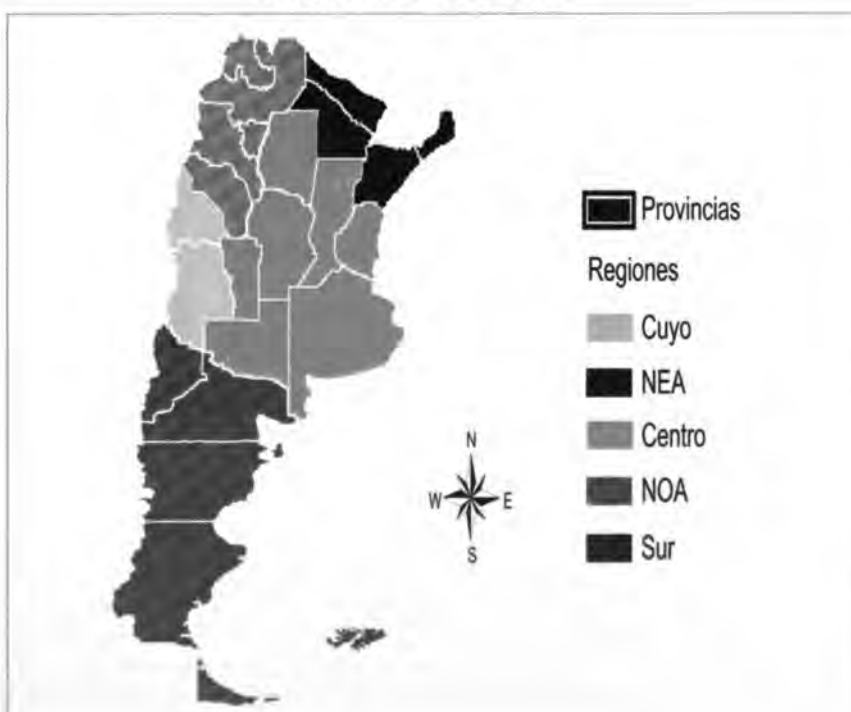 Provincias
Regiones
Cuyo
NEA
Centro
NOA
Sur
N
W
E
S